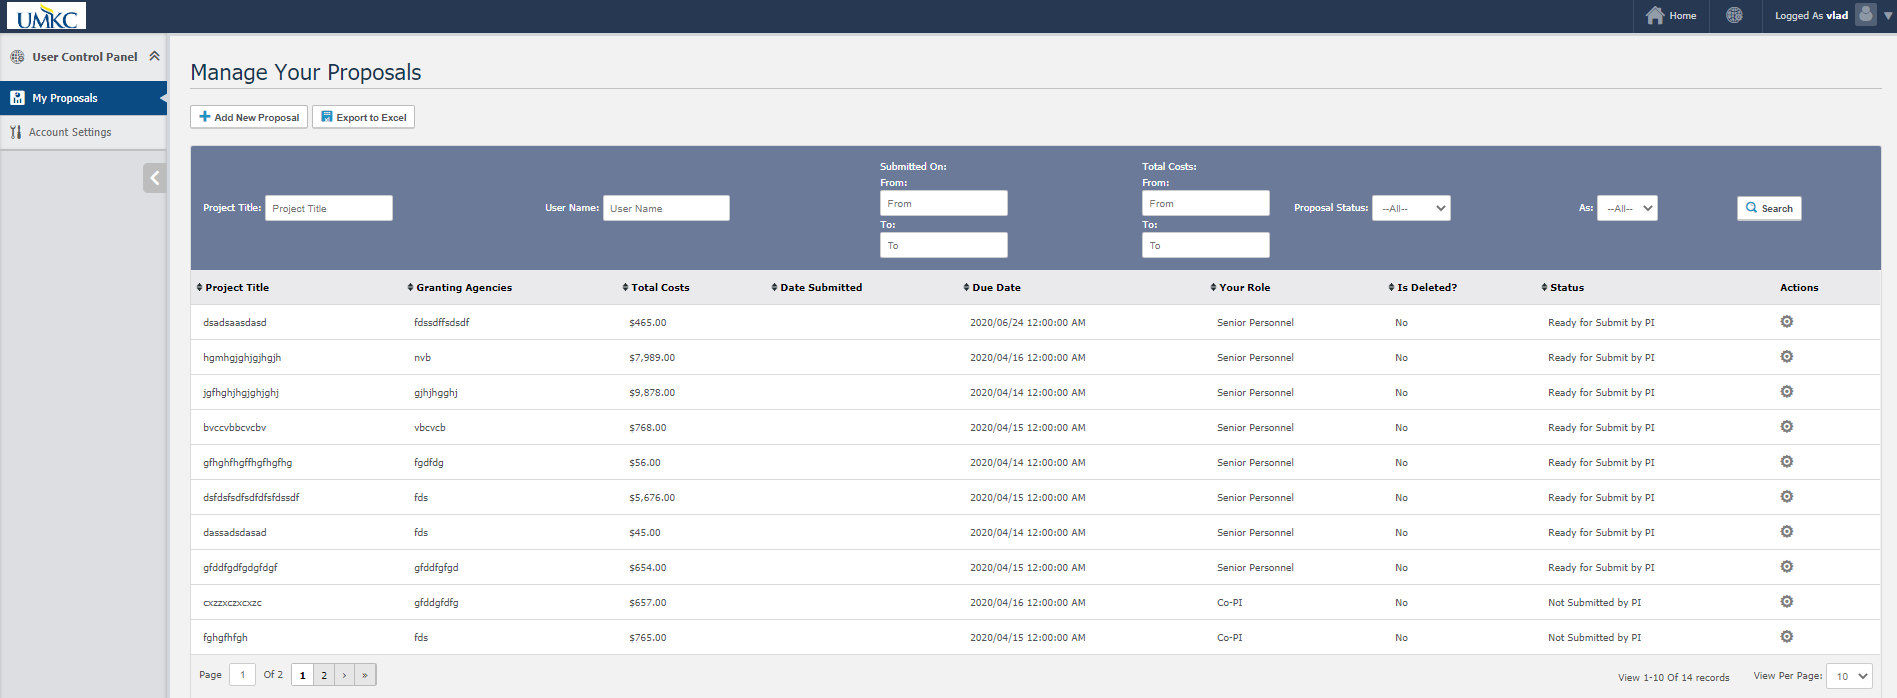 UMKC
Home
Logged As vlad
User Control Panel
My Proposals
Account Settings
Manage Your Proposals
Add New Proposal Export to Excel
Submitted On: Total Costs:
From: From:
From From
Project Title: Project Title User Name: User Name Proposal Status: --All-- As: --All-- Search
To: To:
To To
Project Title Granting Agencies Total Costs Date Submitted Due Date Your Role Is Deleted? Status Actions
dsadsaasdasd fdssdffsdsdf $465.00 2020/06/24 12:00:00 AM Senior Personnel No Ready for Submit by PI
hgmhgjghjgjhgjh nvb $7,989.00 2020/04/16 12:00:00 AM Senior Personnel No Ready for Submit by PI
jgfhghjhgjghjghj gjhjhgghj $9,878.00 2020/04/14 12:00:00 AM Senior Personnel No Ready for Submit by PI
bvccvbbcvcbv vbcvcb $768.00 2020/04/15 12:00:00 AM Senior Personnel No Ready for Submit by PI
gfhghfhgffhgfhgfhg fgdfdg $56.00 2020/04/14 12:00:00 AM Senior Personnel No Ready for Submit by PI
dsfdsfsdfsdfdfsfdssdf fds $5,676.00 2020/04/15 12:00:00 AM Senior Personnel No Ready for Submit by PI
dassadsdasad fds $45.00 2020/04/15 12:00:00 AM Senior Personnel No Ready for Submit by PI
gfddfgdfgdgfdgf gfddfgfgd $654.00 2020/04/15 12:00:00 AM Senior Personnel No Ready for Submit by PI
cxzzxczxcxzc gfddgfdfg $657.00 2020/04/16 12:00:00 AM Co-PI No Not Submitted by PI
fghgfhfgh fds $765.00 2020/04/15 12:00:00 AM Co-PI No Not Submitted by PI
Page 1 Of 2 1 2 › » View 1-10 Of 14 records View Per Page: 10